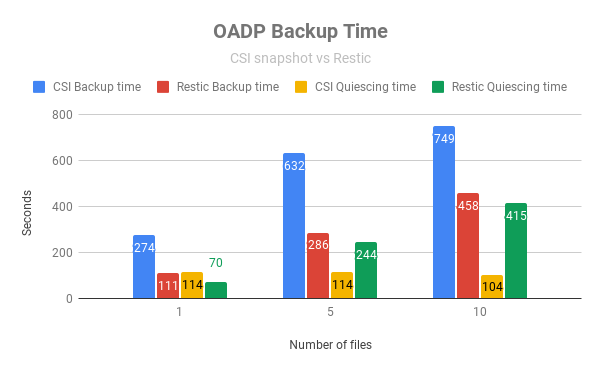 OADP Backup Time
CSI snapshot vs Restic
CSI Backup time Restic Backup time CSI Quiescing time Restic Quiescing time
800
600
400
200
0
Seconds
274 111 114 70
632 286 114 244
749 458 104 415
1 5 10
Number of files